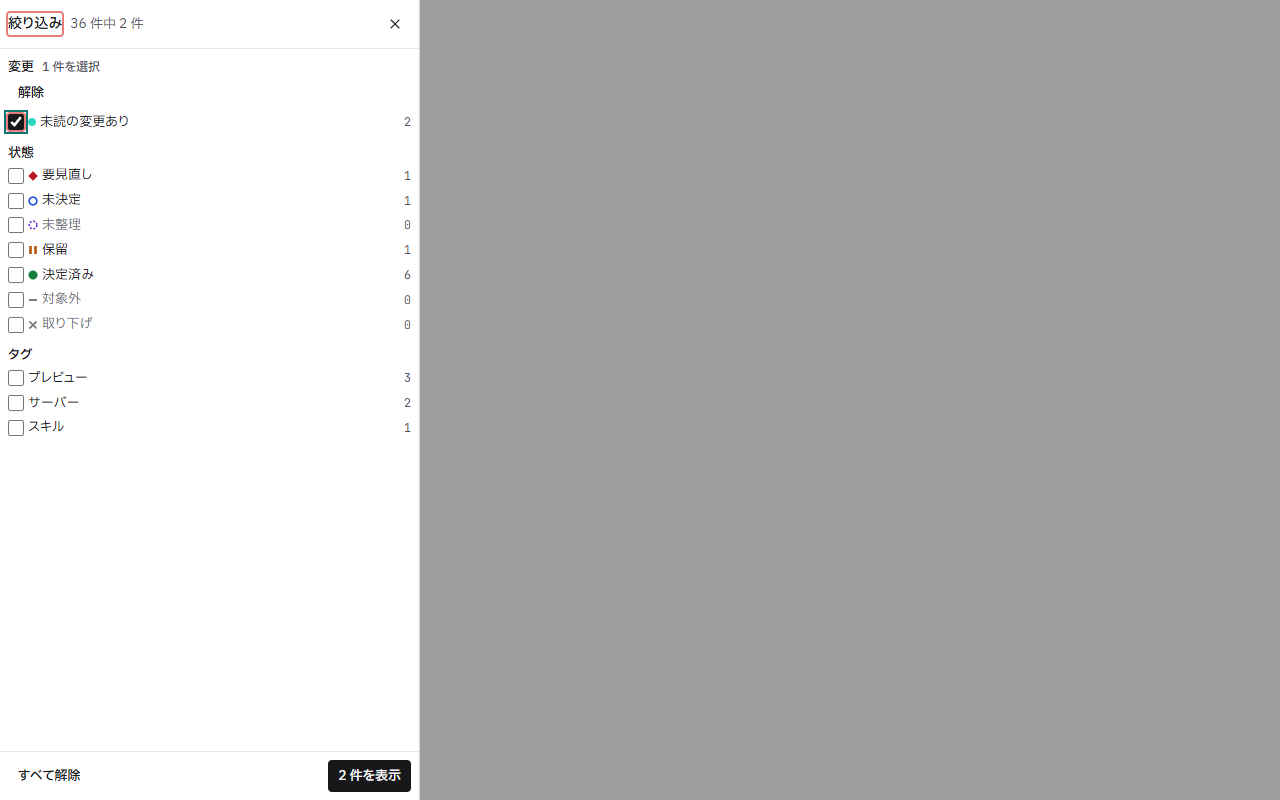 絞り込み 36 件中 2 件
変更 1 件を選択
解除
未読の変更あり 2
状態
要見直し 1
未決定 1
未整理 0
保留 1
決定済み 6
対象外 0
取り下げ 0
タグ
プレビュー 3
サーバー 2
スキル 1
すべて解除 2 件を表示